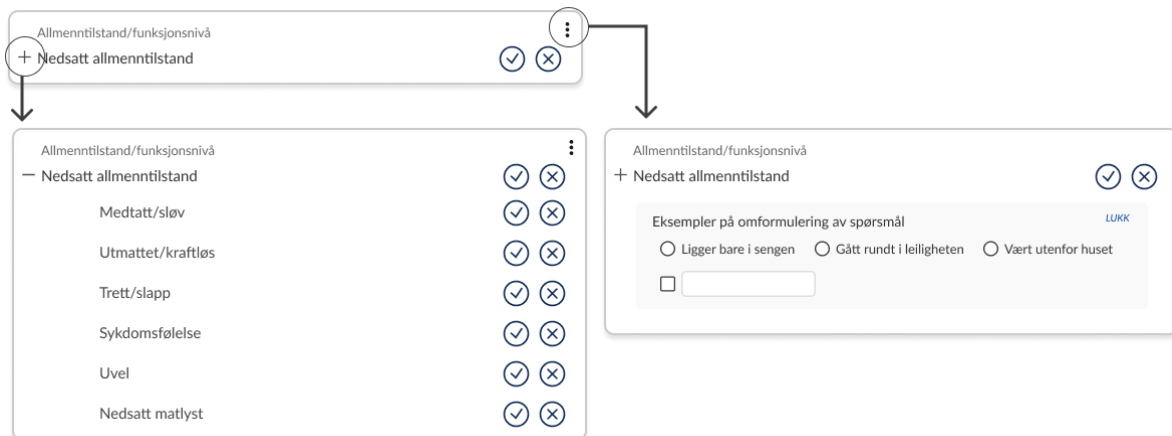 Allmenntilstand/funksjonsnivå
Nedsatt allmenntilstand
Allmenntilstand/funksjonsnivå
Nedsatt allmenntilstand
Medtatt/sløv
Utmattet/kraftløs
Trett/slapp
Sykdomsfølelse
Uvel
Nedsatt matlyst
Allmenntilstand/funksjonsnivå
Nedsatt allmenntilstand
Eksempler på omformulering av spørsmål LUKK
Ligger bare i sengen Gått rundt i leiligheten Vært utenfor huset